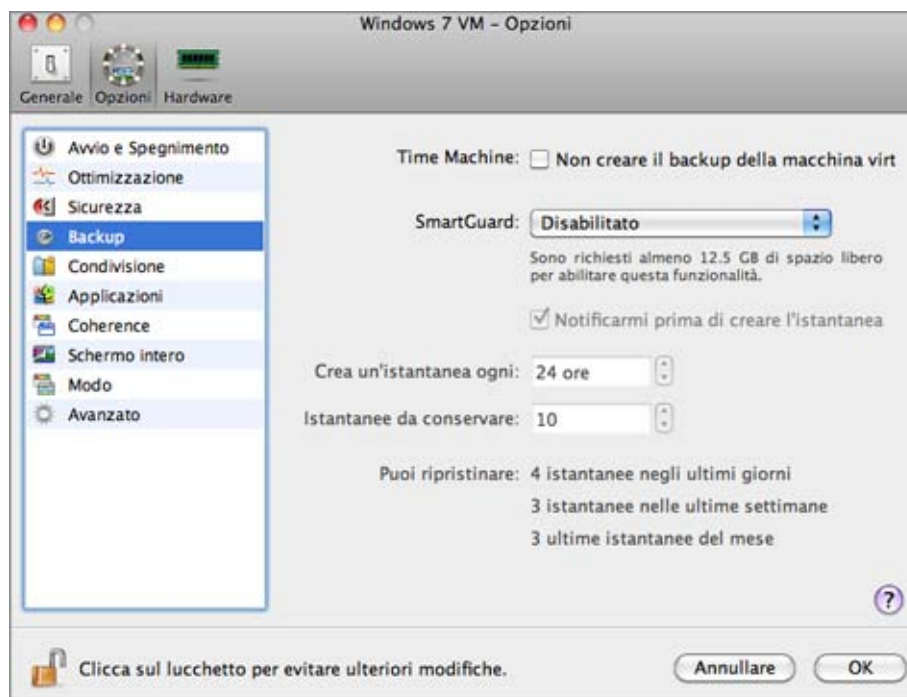 Windows 7 VM – Opzioni
Generale Opzioni Hardware
Avvio e Spegnimento
Ottimizzazione
Sicurezza
Backup
Condivisione
Applicazioni
Coherence
Schermo intero
Modo
Avanzato
Time Machine: Non creare il backup della macchina virt
SmartGuard: Disabilitato
Sono richiesti almeno 12.5 GB di spazio libero
per abilitare questa funzionalità.
Notificarmi prima di creare l'istantanea
Crea un'istantanea ogni: 24 ore
Istantanee da conservare: 10
Puoi ripristinare: 4 istantanee negli ultimi giorni
3 istantanee nelle ultime settimane
3 ultime istantanee del mese
?
Clicca sul lucchetto per evitare ulteriori modifiche.
Annullare OK